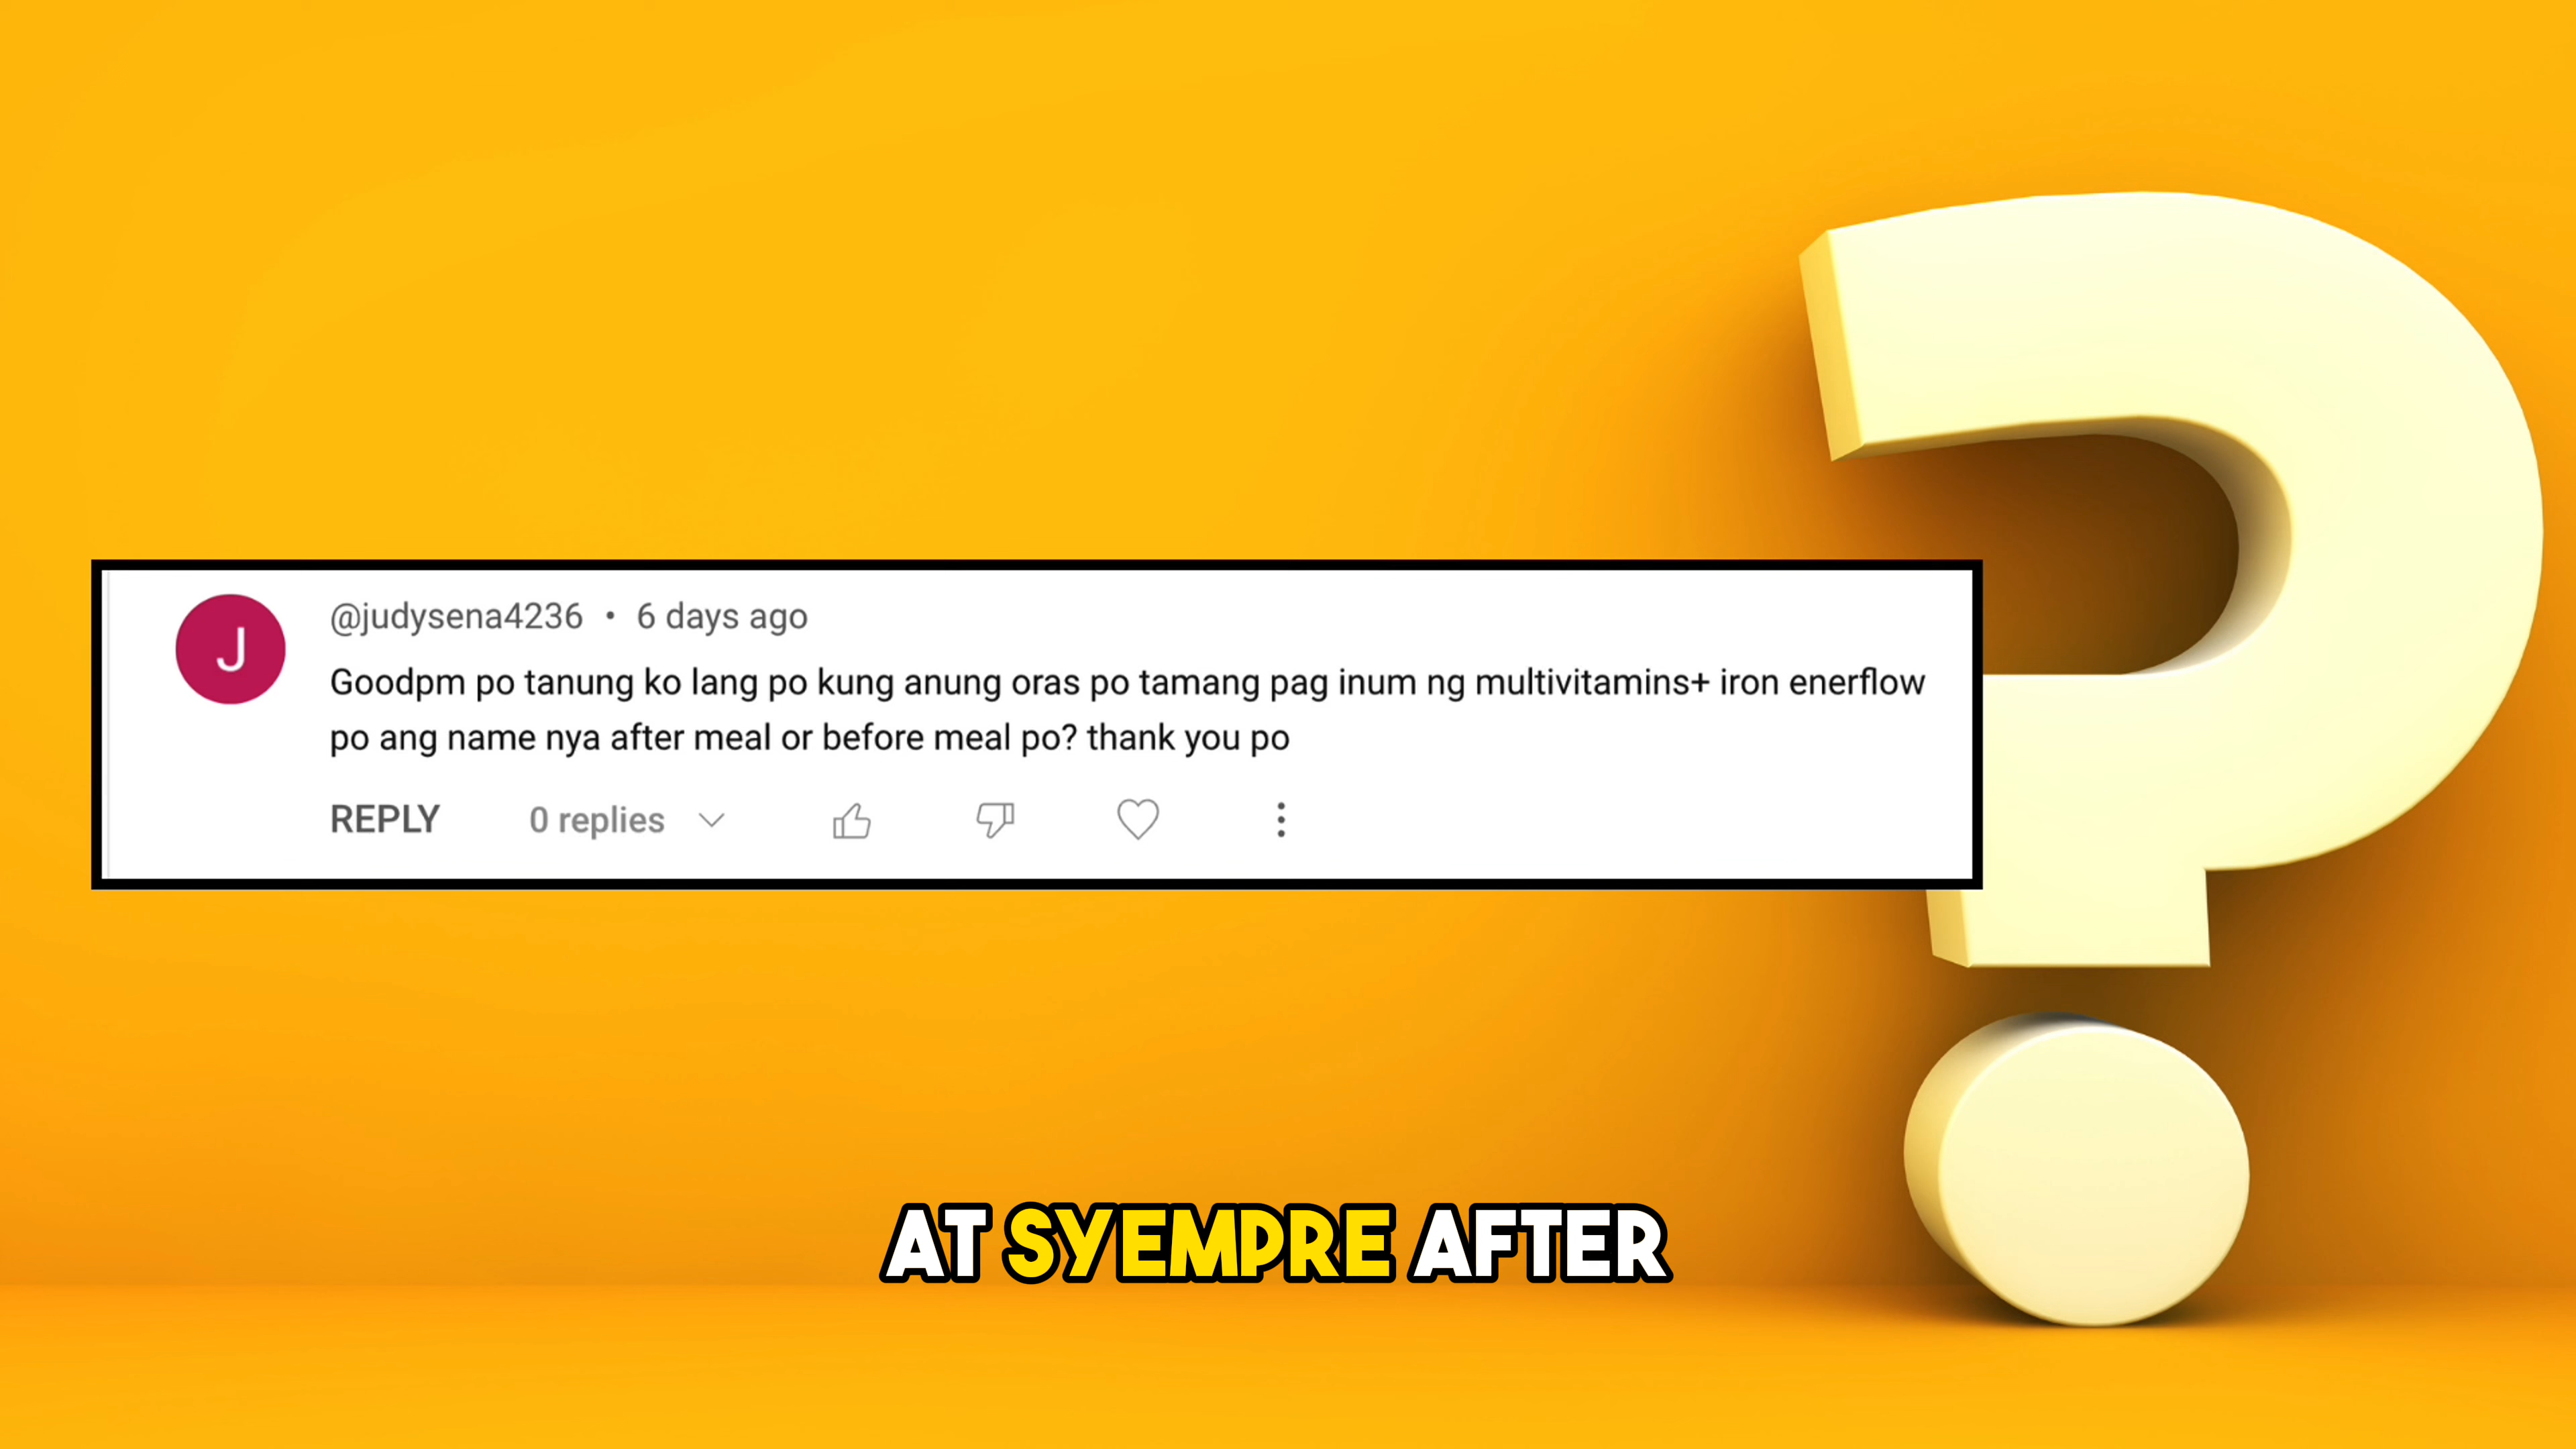 J
@judysena4236 • 6 days ago
Goodpm po tanung ko lang po kung anung oras po tamang pag inum ng multivitamins+ iron enerflow
po ang name nya after meal or before meal po? thank you po
REPLY 0 replies
AT SYEMPRE AFTER